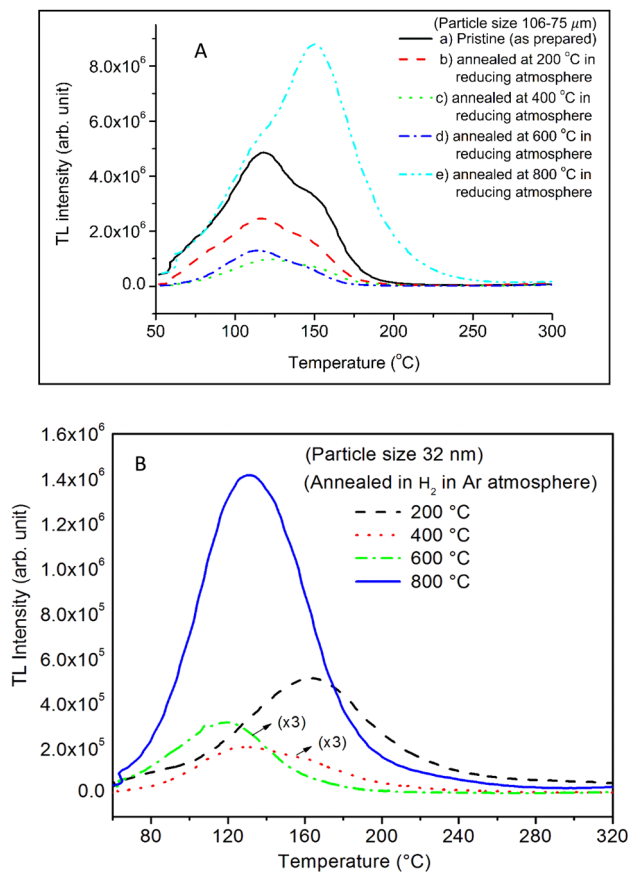 (Particle size 106-75 μm)
A
a) Pristine (as prepared)
b) annealed at 200 °C in
reducing atmosphere
c) annealed at 400 °C in
reducing atmosphere
d) annealed at 600 °C in
reducing atmosphere
e) annealed at 800 °C in
reducing atmosphere
TL intensity (arb. unit)
8.0x10⁶
6.0x10⁶
4.0x10⁶
2.0x10⁶
0.0
50 100 150 200 250 300
Temperature (°C)
B
(Particle size 32 nm)
(Annealed in H₂ in Ar atmosphere)
200 °C
400 °C
600 °C
800 °C
TL Intensity (arb. unit)
1.6x10⁶
1.4x10⁶
1.2x10⁶
1.0x10⁶
8.0x10⁵
6.0x10⁵
4.0x10⁵
2.0x10⁵
0.0
(x3)
(x3)
80 120 160 200 240 280 320
Temperature (°C)